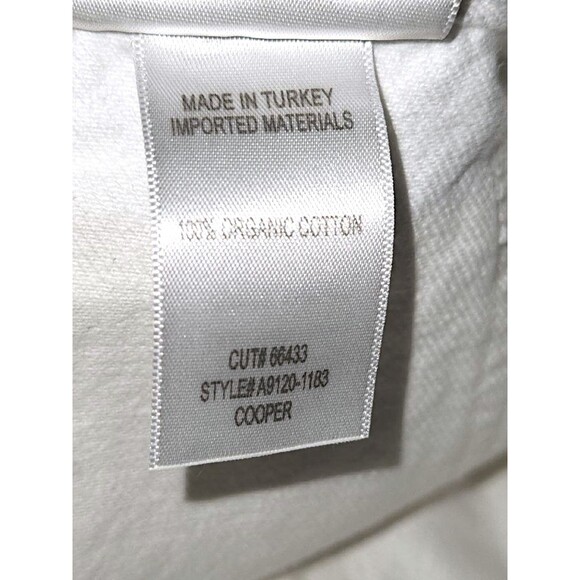 MADE IN TURKEY
IMPORTED MATERIALS
100% ORGANIC COTTON
CUT# 66433
STYLE# A9120-1183
COOPER